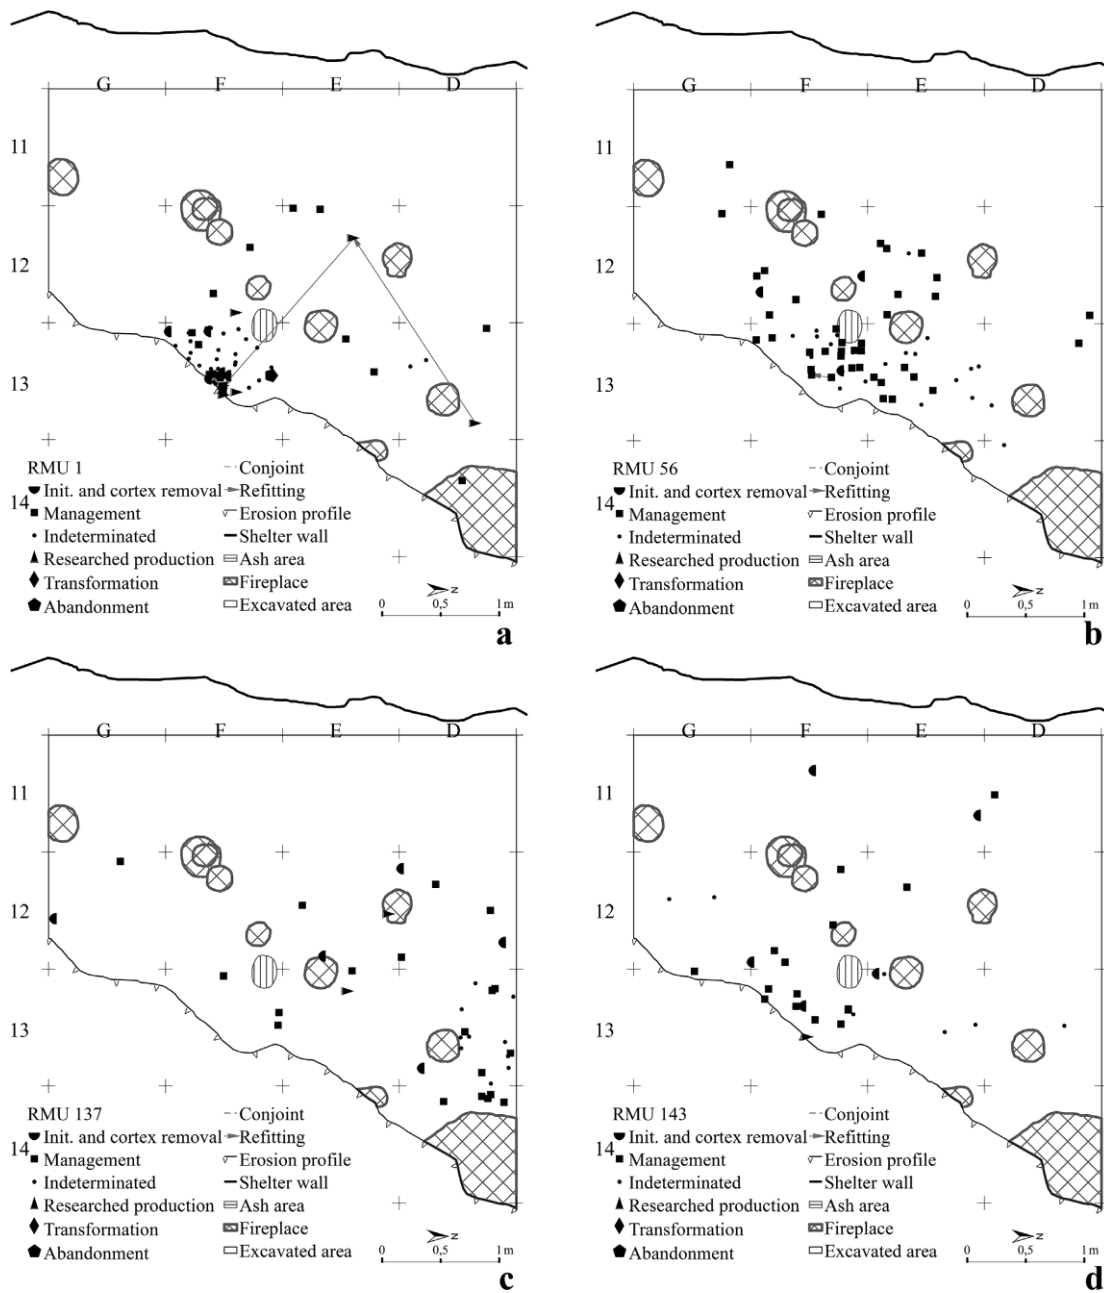 G F E D
11
12
13
14
RMU 1
Init. and cortex removal
Management
Indeterminated
Researched production
Transformation
Abandonment
Conjoint
Refitting
Erosion profile
Shelter wall
Ash area
Fireplace
Excavated area
N
0 0,5 1 m
a
G F E D
11
12
13
14
RMU 56
Init. and cortex removal
Management
Indeterminated
Researched production
Transformation
Abandonment
Conjoint
Refitting
Erosion profile
Shelter wall
Ash area
Fireplace
Excavated area
N
0 0,5 1 m
b
G F E D
11
12
13
14
RMU 137
Init. and cortex removal
Management
Indeterminated
Researched production
Transformation
Abandonment
Conjoint
Refitting
Erosion profile
Shelter wall
Ash area
Fireplace
Excavated area
N
0 0,5 1 m
c
G F E D
11
12
13
14
RMU 143
Init. and cortex removal
Management
Indeterminated
Researched production
Transformation
Abandonment
Conjoint
Refitting
Erosion profile
Shelter wall
Ash area
Fireplace
Excavated area
N
0 0,5 1 m
d